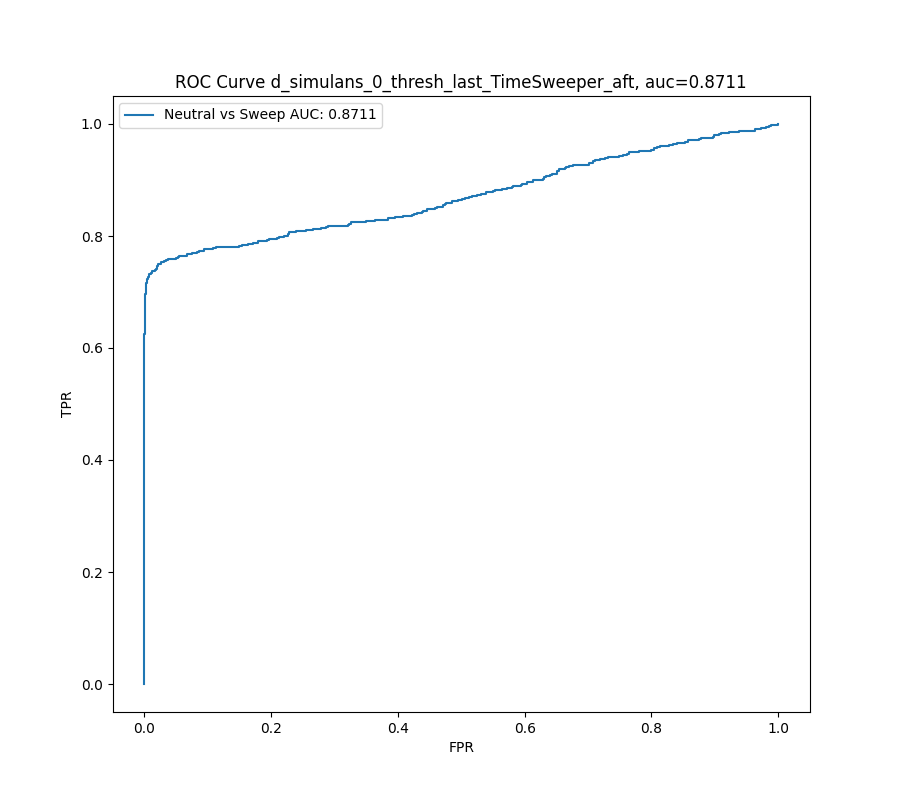 ROC Curve d_simulans_0_thresh_last_TimeSweeper_aft, auc=0.8711
Neutral vs Sweep AUC: 0.8711
1.0
0.8
0.6
0.4
0.2
0.0
TPR
0.0 0.2 0.4 0.6 0.8 1.0
FPR